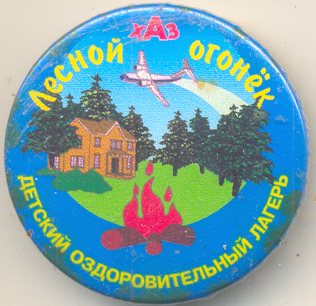 ХАЗ
Лесной огонёк
ДЕТСКИЙ ОЗДОРОВИТЕЛЬНЫЙ ЛАГЕРЬ